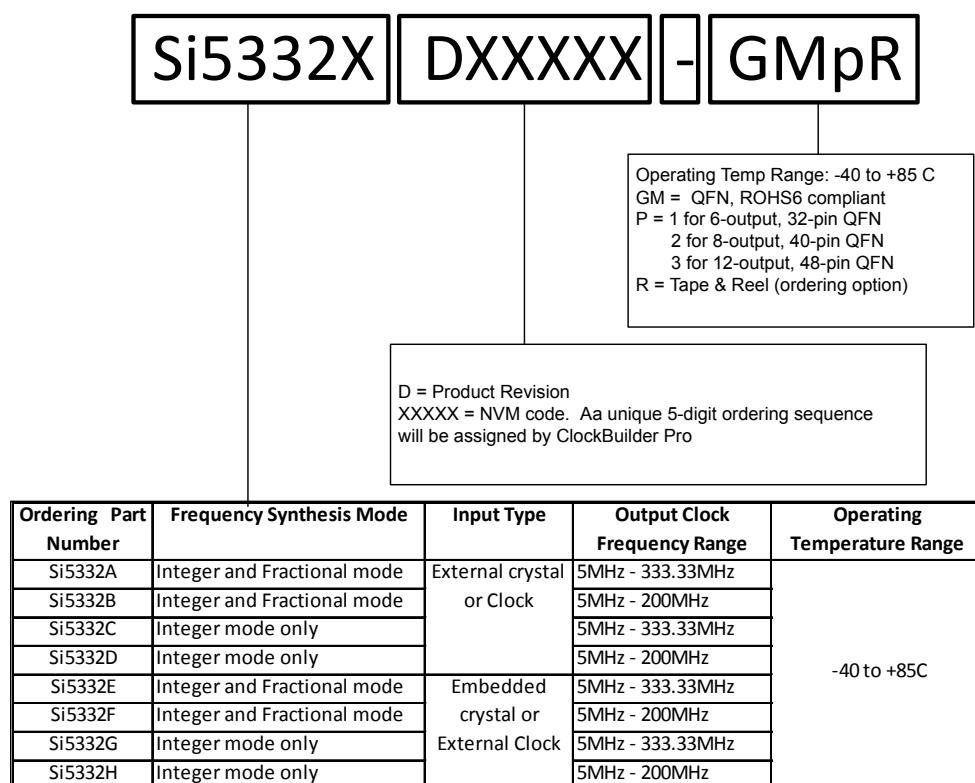 Si5332X DXXXXX - GMpR
Operating Temp Range: -40 to +85 C
GM = QFN, ROHS6 compliant
P = 1 for 6-output, 32-pin QFN
2 for 8-output, 40-pin QFN
3 for 12-output, 48-pin QFN
R = Tape & Reel (ordering option)
D = Product Revision
XXXXX = NVM code. Aa unique 5-digit ordering sequence
will be assigned by ClockBuilder Pro
Ordering Part Number Frequency Synthesis Mode Input Type Output Clock Frequency Range Operating Temperature Range
Si5332A Integer and Fractional mode External crystal or Clock 5MHz - 333.33MHz -40 to +85C
Si5332B Integer and Fractional mode 5MHz - 200MHz
Si5332C Integer mode only 5MHz - 333.33MHz
Si5332D Integer mode only 5MHz - 200MHz
Si5332E Integer and Fractional mode Embedded crystal or External Clock 5MHz - 333.33MHz
Si5332F Integer and Fractional mode 5MHz - 200MHz
Si5332G Integer mode only 5MHz - 333.33MHz
Si5332H Integer mode only 5MHz - 200MHz